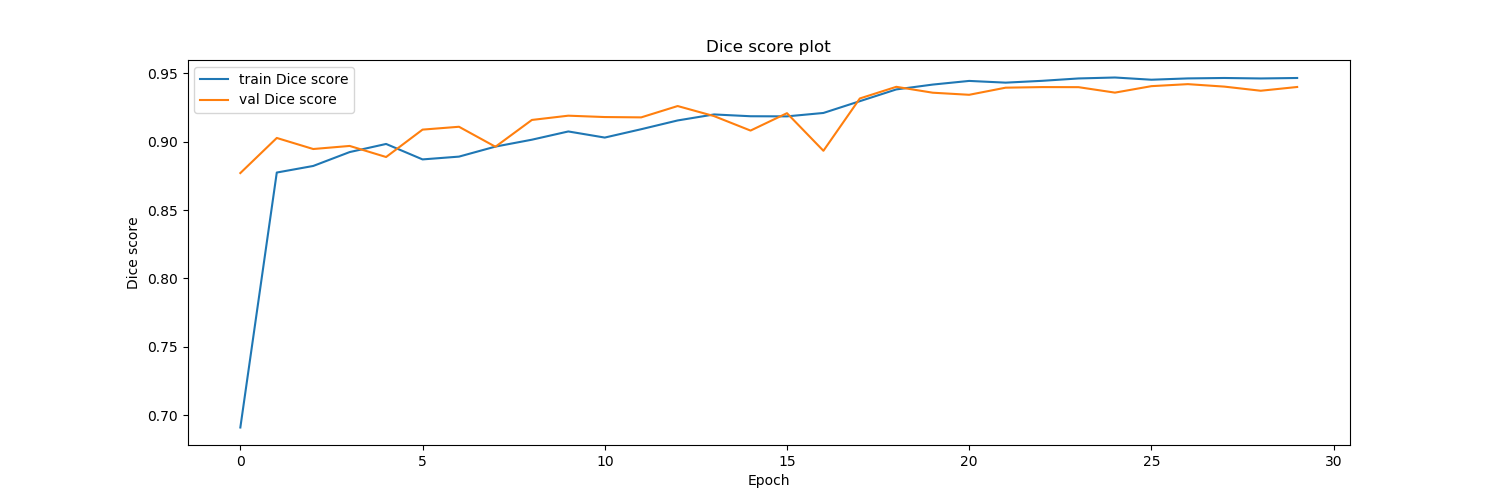 Dice score plot
train Dice score
val Dice score
0.95
0.90
0.85
0.80
0.75
0.70
Dice score
0 5 10 15 20 25 30
Epoch